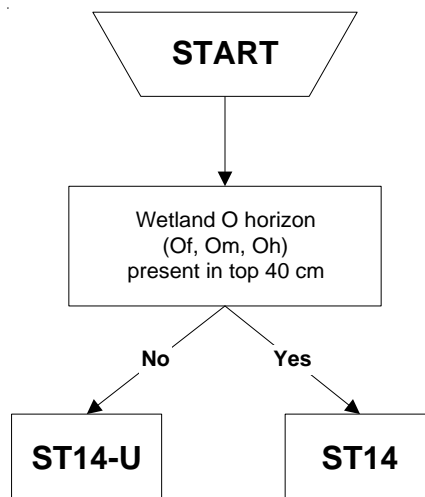 START
Wetland O horizon
(Of, Om, Oh)
present in top 40 cm
No
Yes
ST14-U
ST14